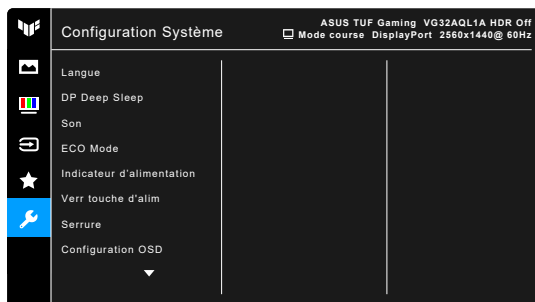 Configuration Système
ASUS TUF Gaming VG32AQL1A HDR Off
Mode course DisplayPort 2560x1440@ 60Hz
Langue
DP Deep Sleep
Son
ECO Mode
Indicateur d'alimentation
Verr touche d'alim
Serrure
Configuration OSD